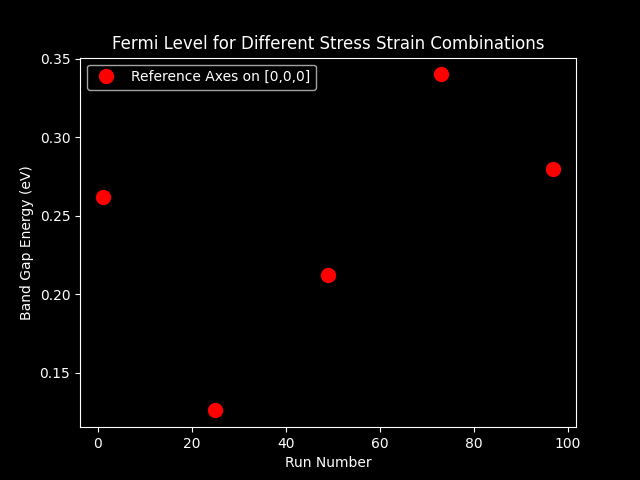 Fermi Level for Different Stress Strain Combinations
Reference Axes on [0,0,0]
Band Gap Energy (eV)
0.35
0.30
0.25
0.20
0.15
0 20 40 60 80 100
Run Number